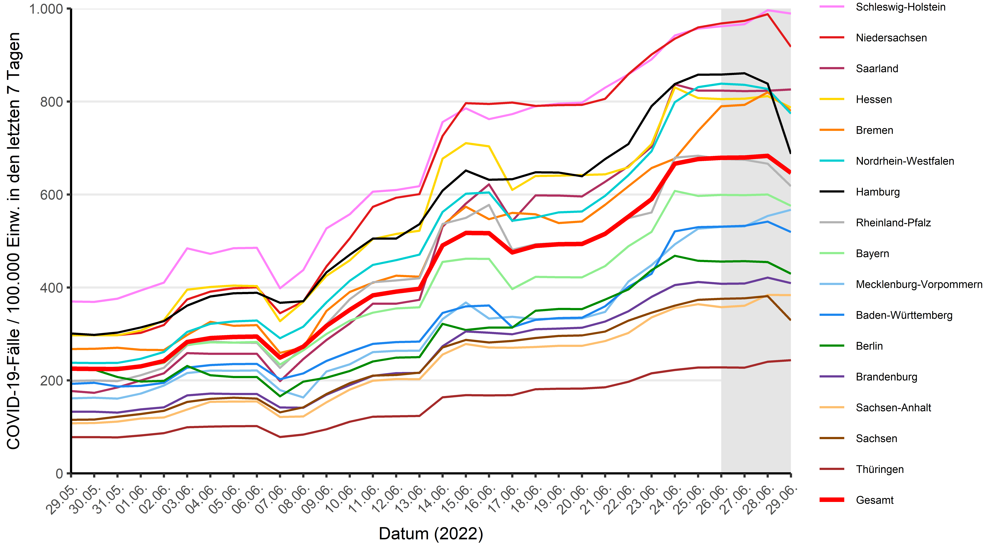 COVID-19-Fälle / 100.000 Einw. in den letzten 7 Tagen
1.000
800
600
400
200
0
29.05.
30.05.
31.05.
01.06.
02.06.
03.06.
04.06.
05.06.
06.06.
07.06.
08.06.
09.06.
10.06.
11.06.
12.06.
13.06.
14.06.
15.06.
16.06.
17.06.
18.06.
19.06.
20.06.
21.06.
22.06.
23.06.
24.06.
25.06.
26.06.
27.06.
28.06.
29.06.
Datum (2022)
Schleswig-Holstein
Niedersachsen
Saarland
Hessen
Bremen
Nordrhein-Westfalen
Hamburg
Rheinland-Pfalz
Bayern
Mecklenburg-Vorpommern
Baden-Württemberg
Berlin
Brandenburg
Sachsen-Anhalt
Sachsen
Thüringen
Gesamt